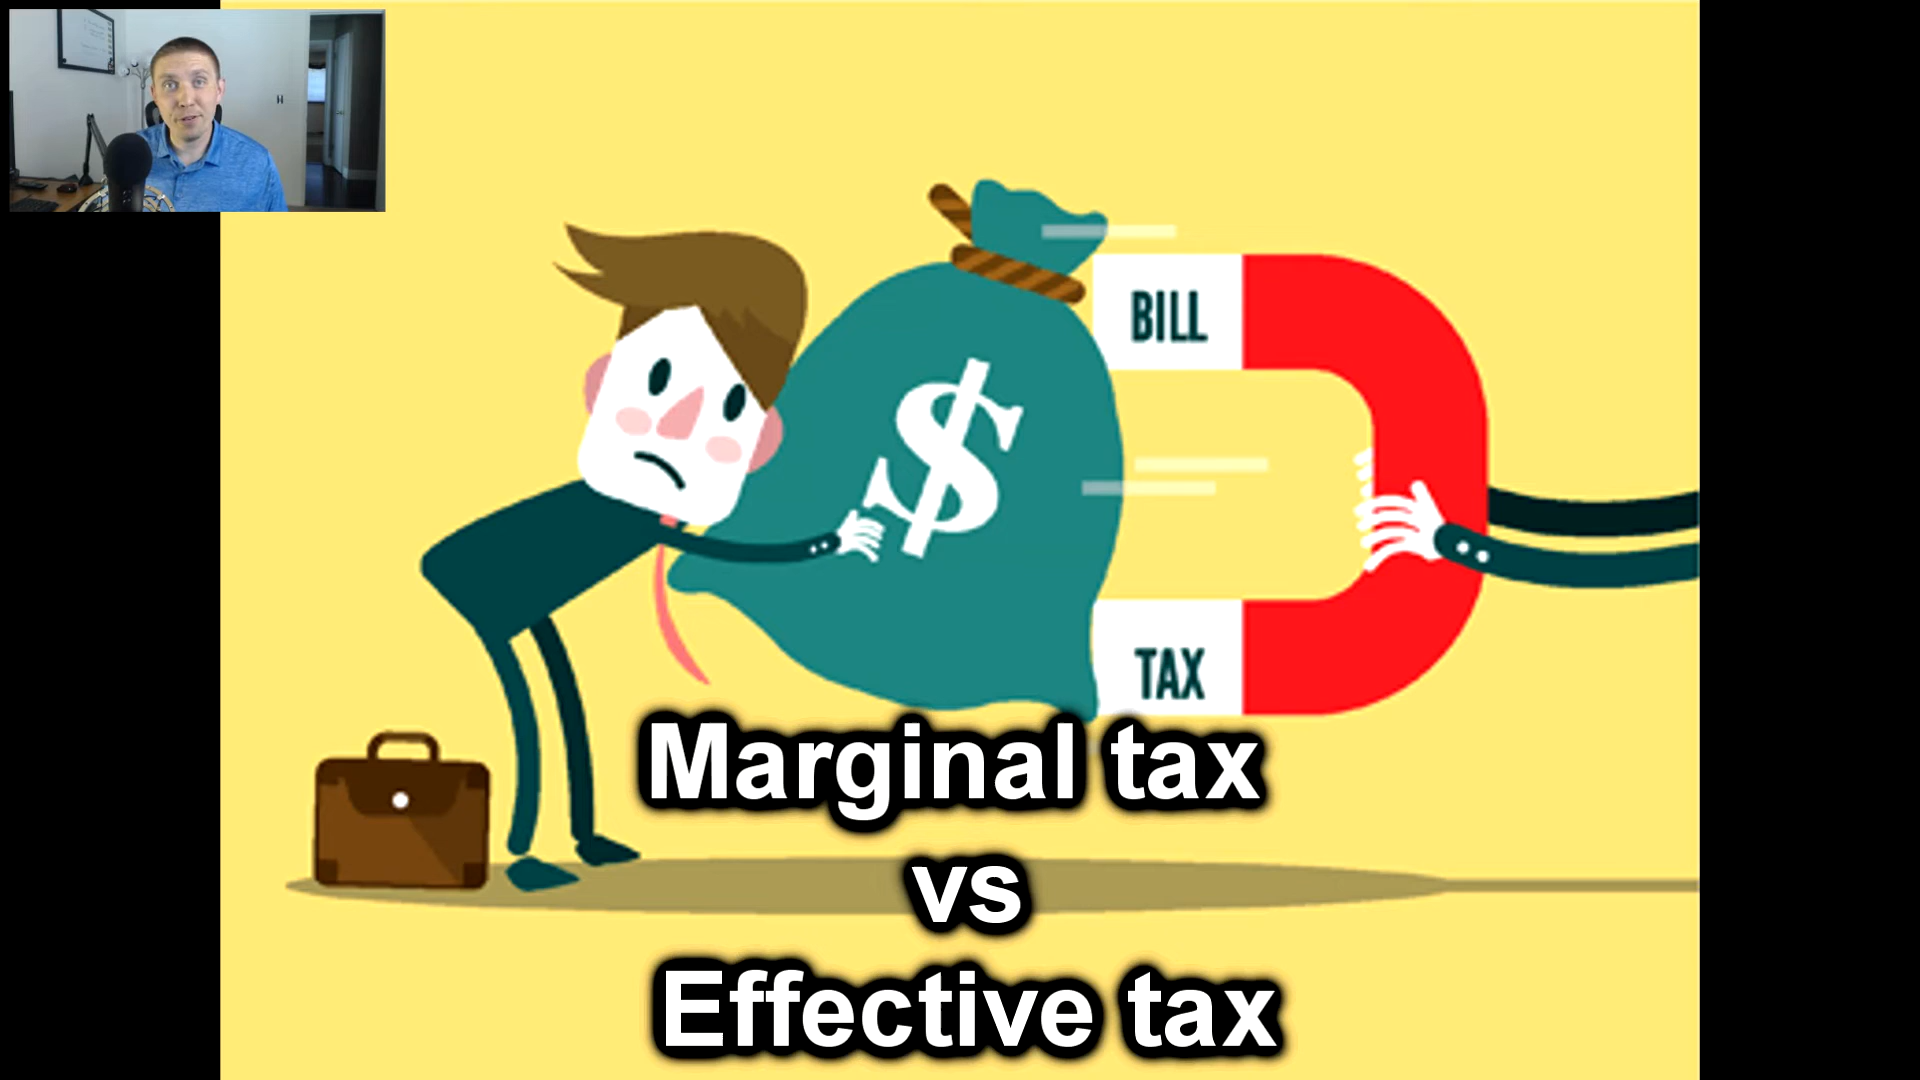 BILL
$
TAX
Marginal tax
vs
Effective tax